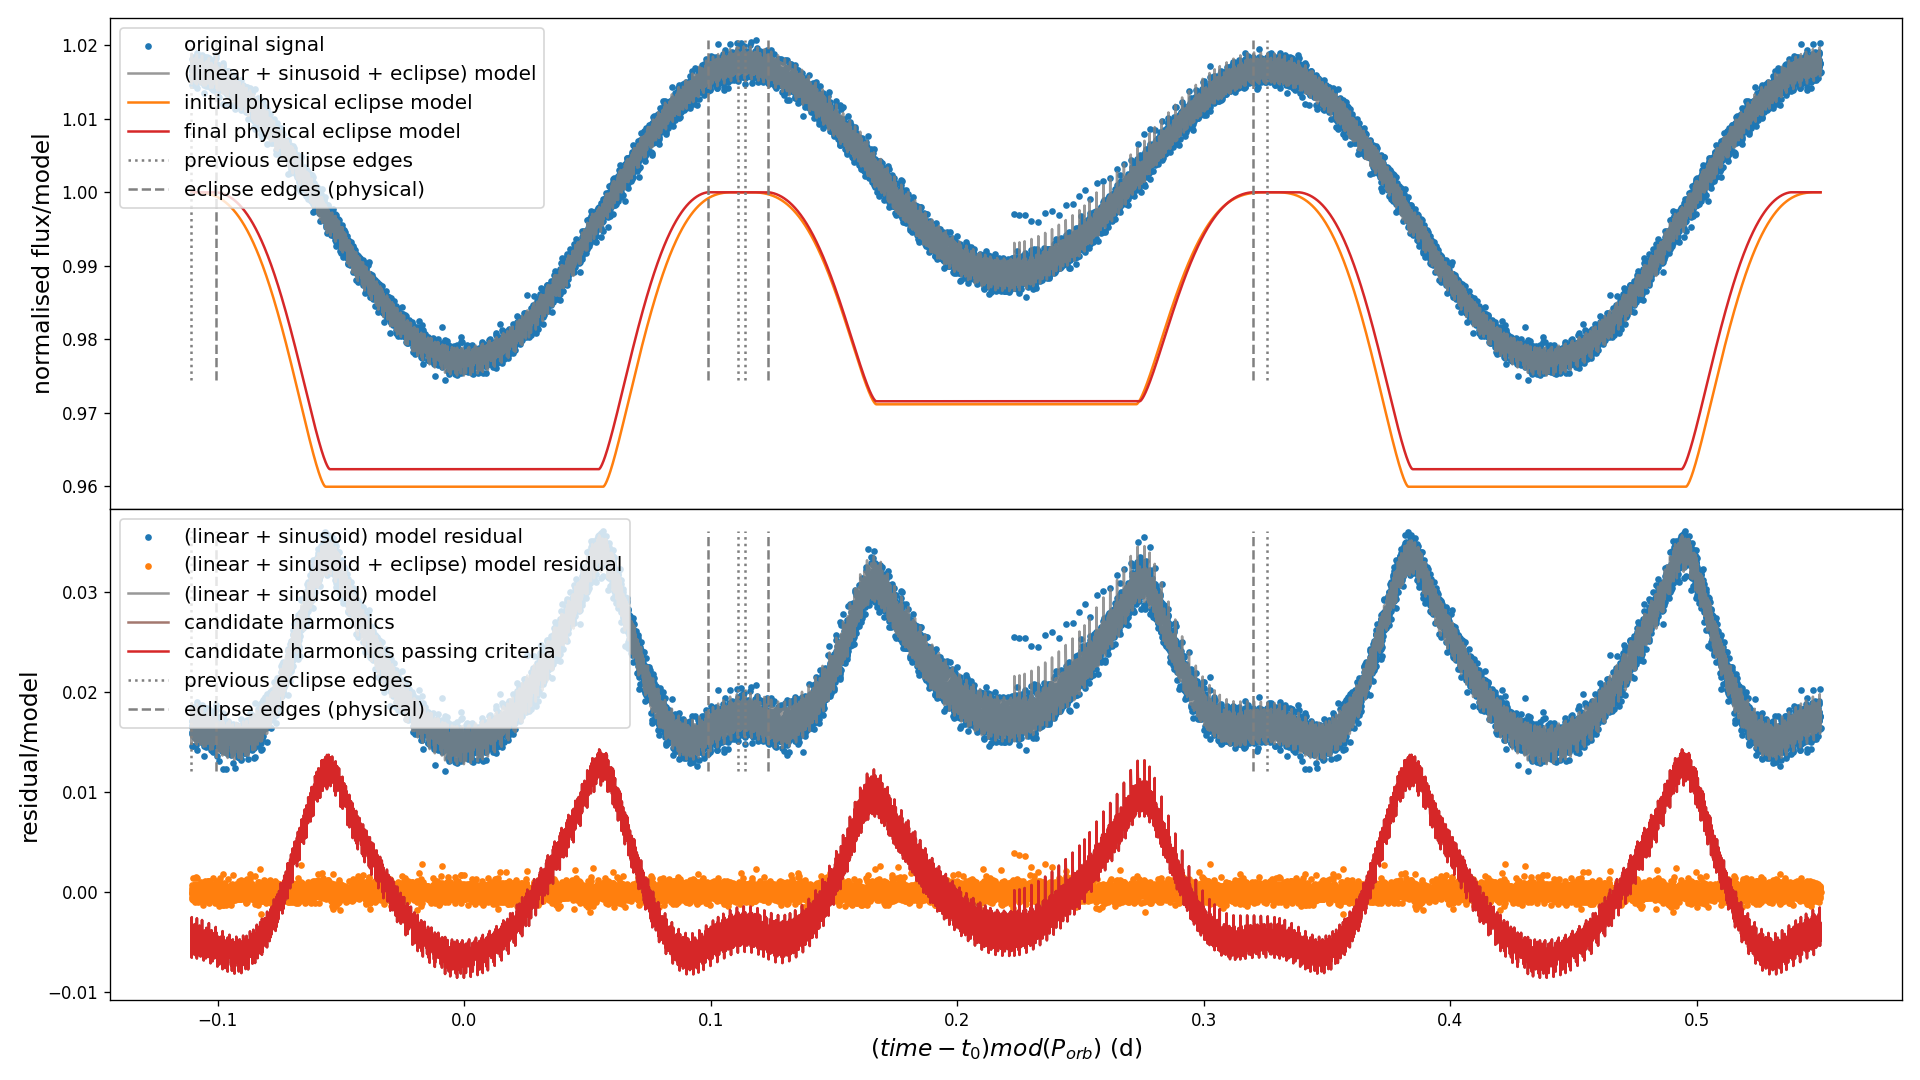 original signal
(linear + sinusoid + eclipse) model
initial physical eclipse model
final physical eclipse model
previous eclipse edges
eclipse edges (physical)
normalised flux/model
1.02
1.01
1.00
0.99
0.98
0.97
0.96
(linear + sinusoid) model residual
(linear + sinusoid + eclipse) model residual
(linear + sinusoid) model
candidate harmonics
candidate harmonics passing criteria
previous eclipse edges
eclipse edges (physical)
residual/model
0.03
0.02
0.01
0.00
−0.01
−0.1 0.0 0.1 0.2 0.3 0.4 0.5
(time − t₀)mod(Pₒᵣb) (d)